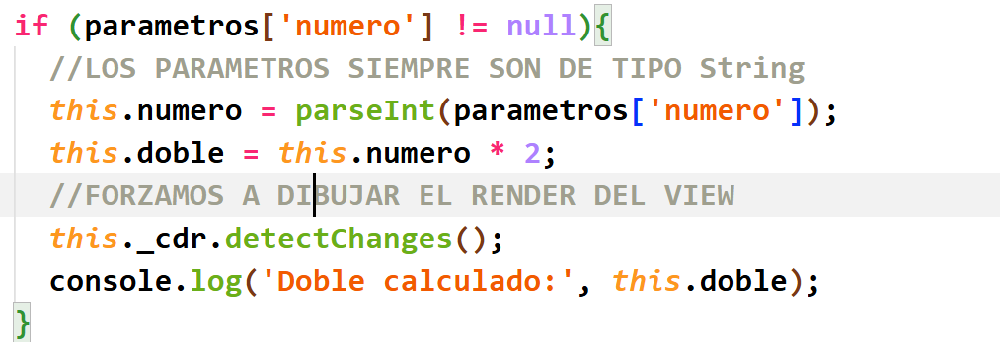 if (parametros['numero'] != null){
//LOS PARAMETROS SIEMPRE SON DE TIPO String
this.numero = parseInt(parametros['numero']);
this.doble = this.numero * 2;
//FORZAMOS A DIBUJAR EL RENDER DEL VIEW
this._cdr.detectChanges();
console.log('Doble calculado:', this.doble);
}